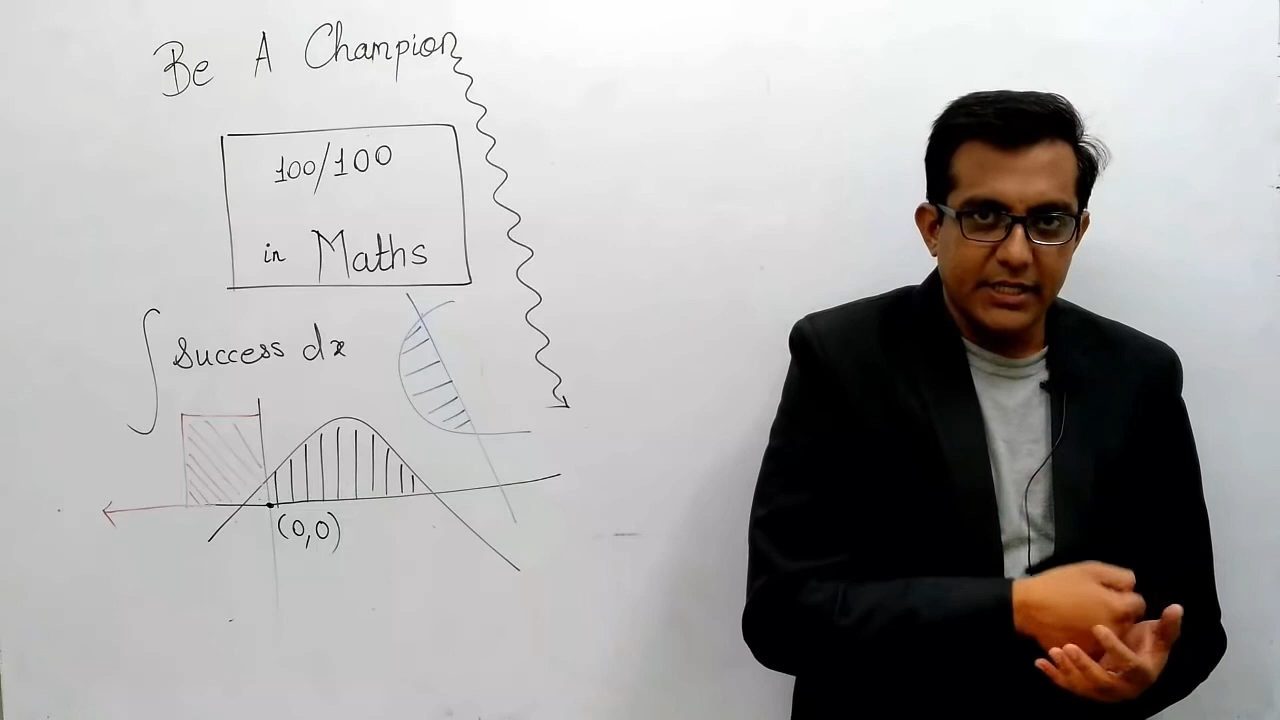 Be A Champion
100/100
in Maths
∫ success dx
(0,0)